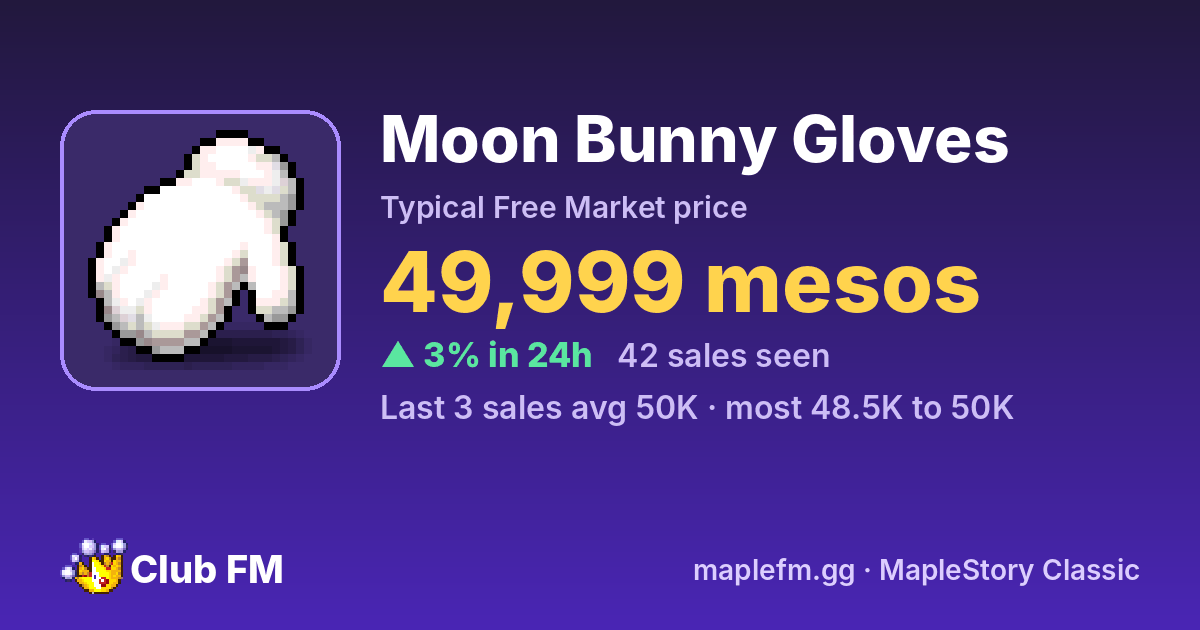 Moon Bunny Gloves
Typical Free Market price
49,999 mesos
▲ 3% in 24h 42 sales seen
Last 3 sales avg 50K · most 48.5K to 50K
Club FM
maplefm.gg · MapleStory Classic